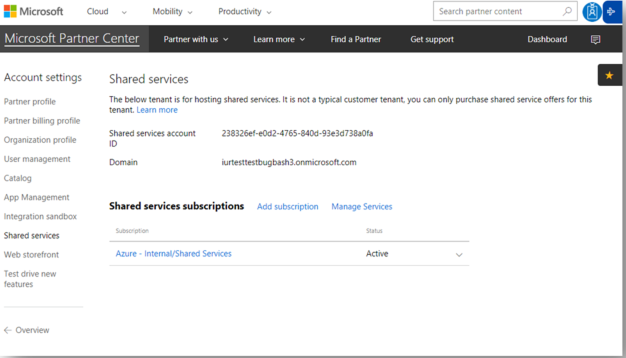 Microsoft Cloud Mobility Productivity Search partner content
Microsoft Partner Center Partner with us Learn more Find a Partner Get support Dashboard
Account settings
Partner profile
Partner billing profile
Organization profile
User management
Catalog
App Management
Integration sandbox
Shared services
Web storefront
Test drive new
features
Overview
Shared services
The below tenant is for hosting shared services. It is not a typical customer tenant, you can only purchase shared service offers for this
tenant. Learn more
Shared services account 238326ef-e0d2-4765-840d-93e3d738a0fa
ID
Domain iurtesttestbugbash3.onmicrosoft.com
Shared services subscriptions Add subscription Manage Services
Subscription Status
Azure - Internal/Shared Services Active